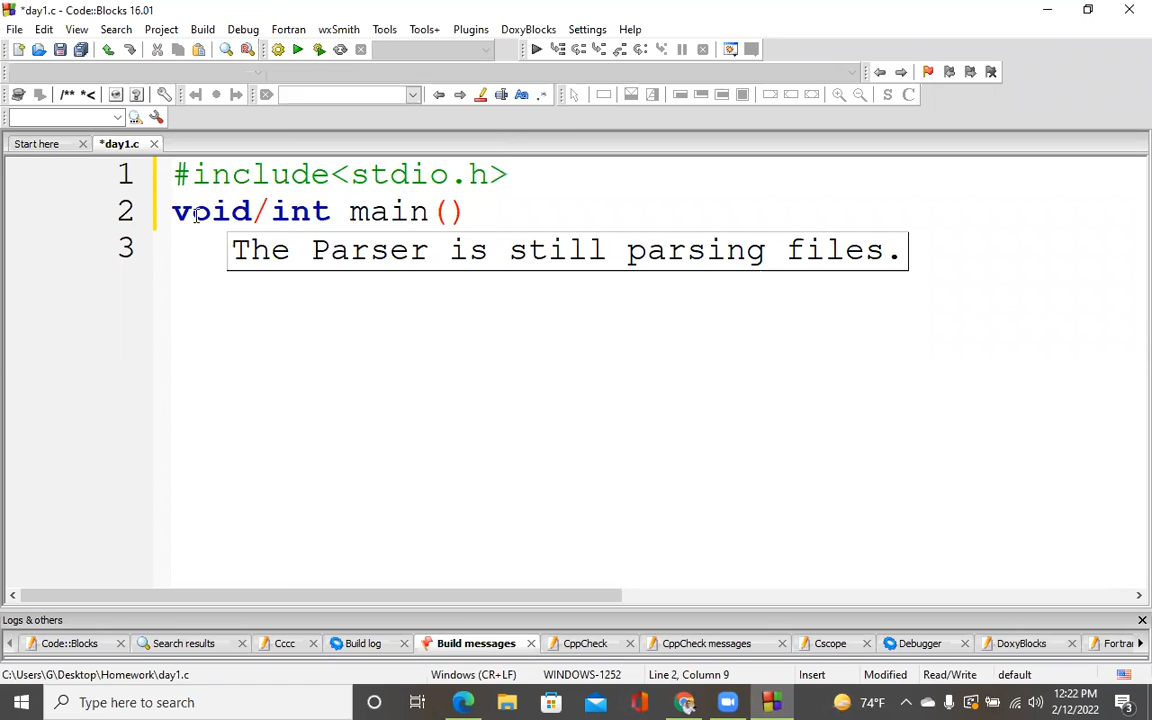 *day1.c - Code::Blocks 16.01
File Edit View Search Project Build Debug Fortran wxSmith Tools Tools+ Plugins DoxyBlocks Settings Help
/** *<
S C
Start here *day1.c
1 #include<stdio.h>
2 void/int main()
3
The Parser is still parsing files.
Logs & others
Code::Blocks Search results Cccc Build log Build messages CppCheck CppCheck messages Cscope Debugger DoxyBlocks Fortra
C:\Users\G\Desktop\Homework\day1.c Windows (CR+LF) WINDOWS-1252 Line 2, Column 9 Insert Modified Read/Write default
Type here to search 74°F 12:22 PM
2/12/2022
3